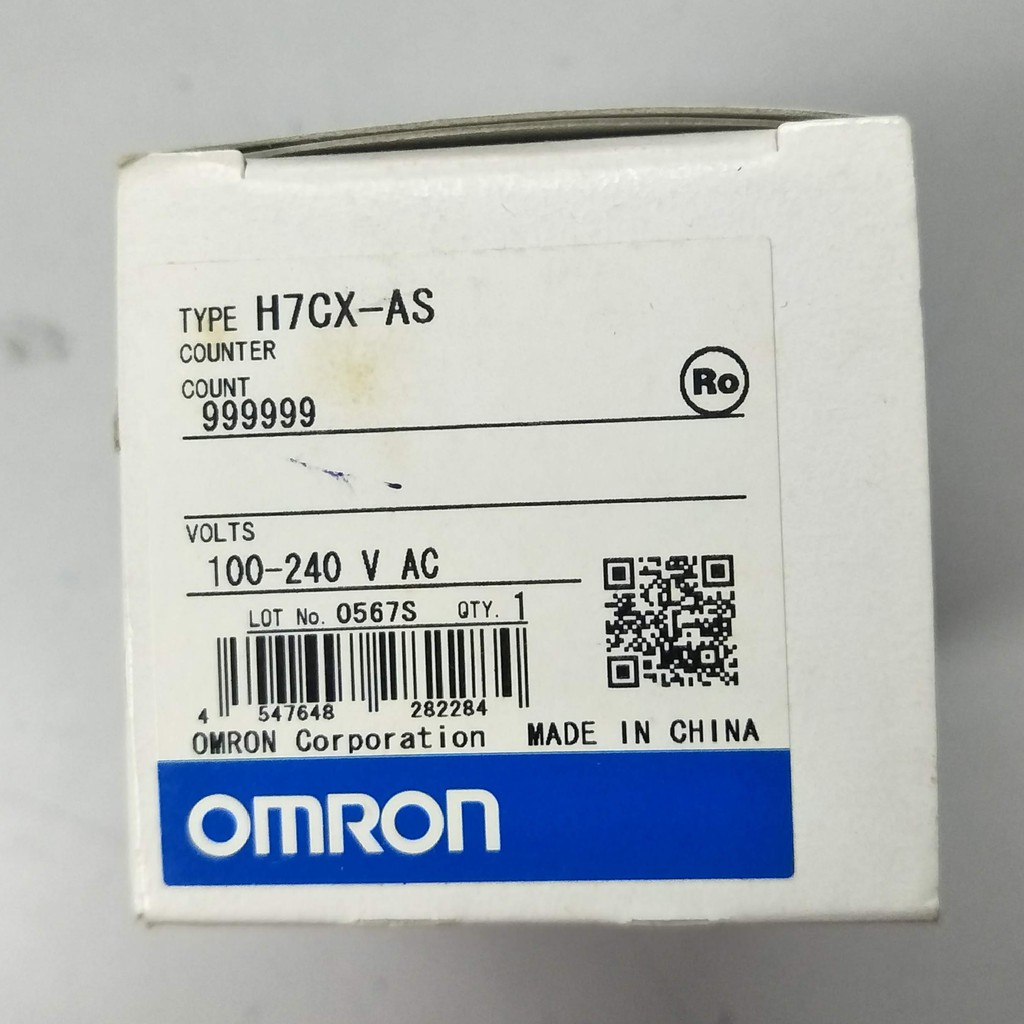 TYPE H7CX-AS
COUNTER
COUNT
999999
Ro
VOLTS
100-240 V AC
LOT No. 0567S QTY. 1
4 547648 282284
OMRON Corporation MADE IN CHINA
OMRON